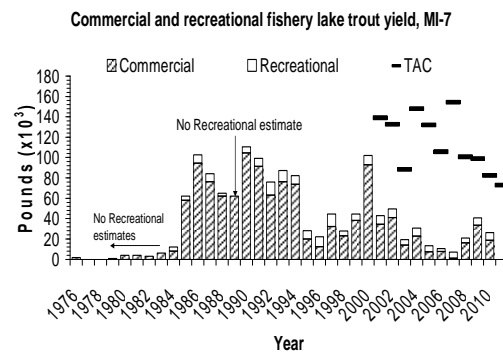 Commercial and recreational fishery lake trout yield, MI-7
Commercial Recreational TAC
Pounds (x10³)
180
160
140
120
100
80
60
40
20
0
No Recreational estimate
No Recreational
estimates
1976 1978 1980 1982 1984 1986 1988 1990 1992 1994 1996 1998 2000 2002 2004 2006 2008 2010
Year